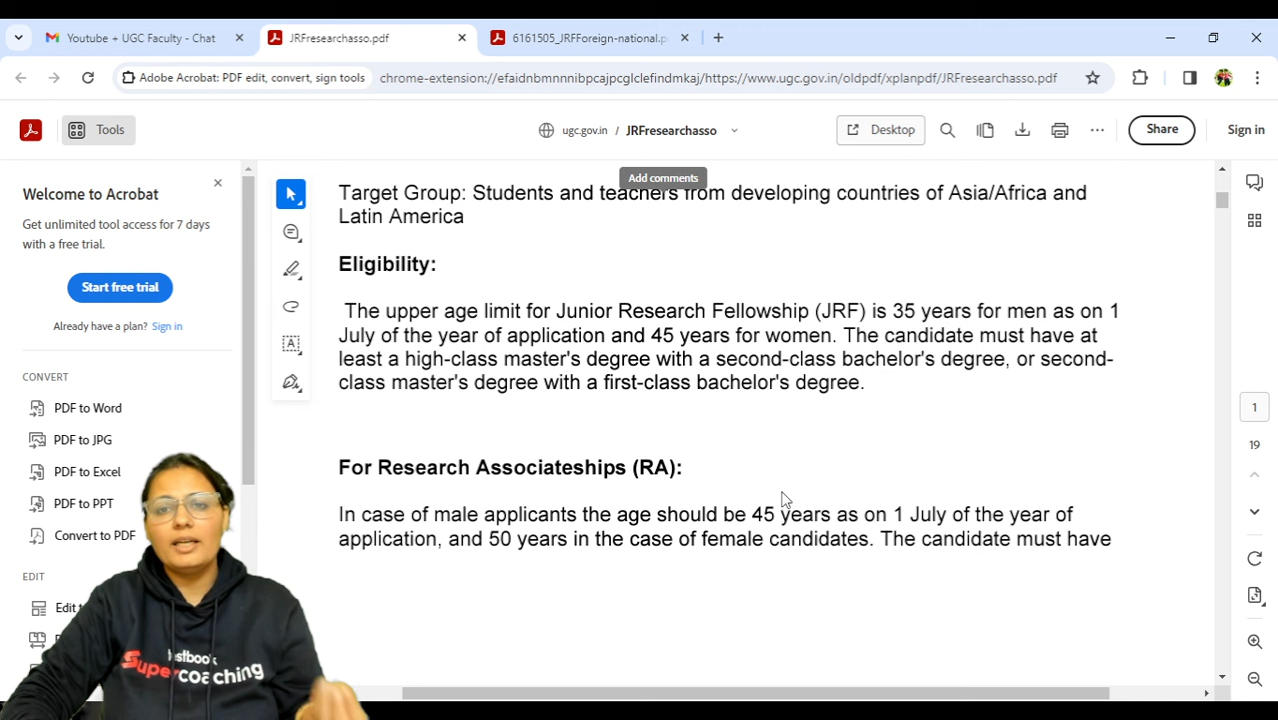 Youtube + UGC Faculty - Chat
JRFresearchasso.pdf
6161505_JRFForeign-national.p
Adobe Acrobat: PDF edit, convert, sign tools
chrome-extension://efaidnbmnnnibpcajpcglclefindmkaj/https://www.ugc.gov.in/oldpdf/xplanpdf/JRFresearchasso.pdf
Tools
ugc.gov.in / JRFresearchasso
Desktop
Share
Sign in
Add comments
Welcome to Acrobat
Get unlimited tool access for 7 days
with a free trial.
Start free trial
Already have a plan? Sign in
CONVERT
PDF to Word
PDF to JPG
PDF to Excel
PDF to PPT
Convert to PDF
EDIT
Edit
Target Group: Students and teachers from developing countries of Asia/Africa and
Latin America
Eligibility:
The upper age limit for Junior Research Fellowship (JRF) is 35 years for men as on 1
July of the year of application and 45 years for women. The candidate must have at
least a high-class master's degree with a second-class bachelor's degree, or second-
class master's degree with a first-class bachelor's degree.
For Research Associateships (RA):
In case of male applicants the age should be 45 years as on 1 July of the year of
application, and 50 years in the case of female candidates. The candidate must have
1
19
testbook
Supercoaching